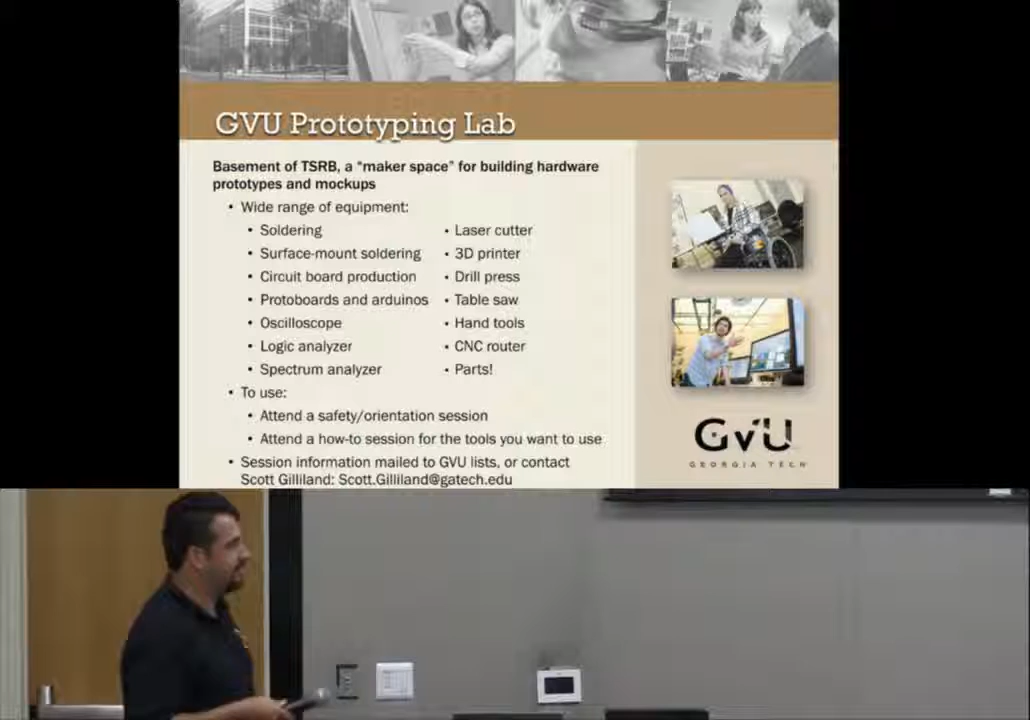 GVU Prototyping Lab
Basement of TSRB, a “maker space” for building hardware
prototypes and mockups
• Wide range of equipment:
• Soldering
• Surface-mount soldering
• Circuit board production
• Protoboards and arduinos
• Oscilloscope
• Logic analyzer
• Spectrum analyzer
• Laser cutter
• 3D printer
• Drill press
• Table saw
• Hand tools
• CNC router
• Parts!
• To use:
• Attend a safety/orientation session
• Attend a how-to session for the tools you want to use
• Session information mailed to GVU lists, or contact
Scott Gilliland: Scott.Gilliland@gatech.edu
GVU
GEORGIA TECH